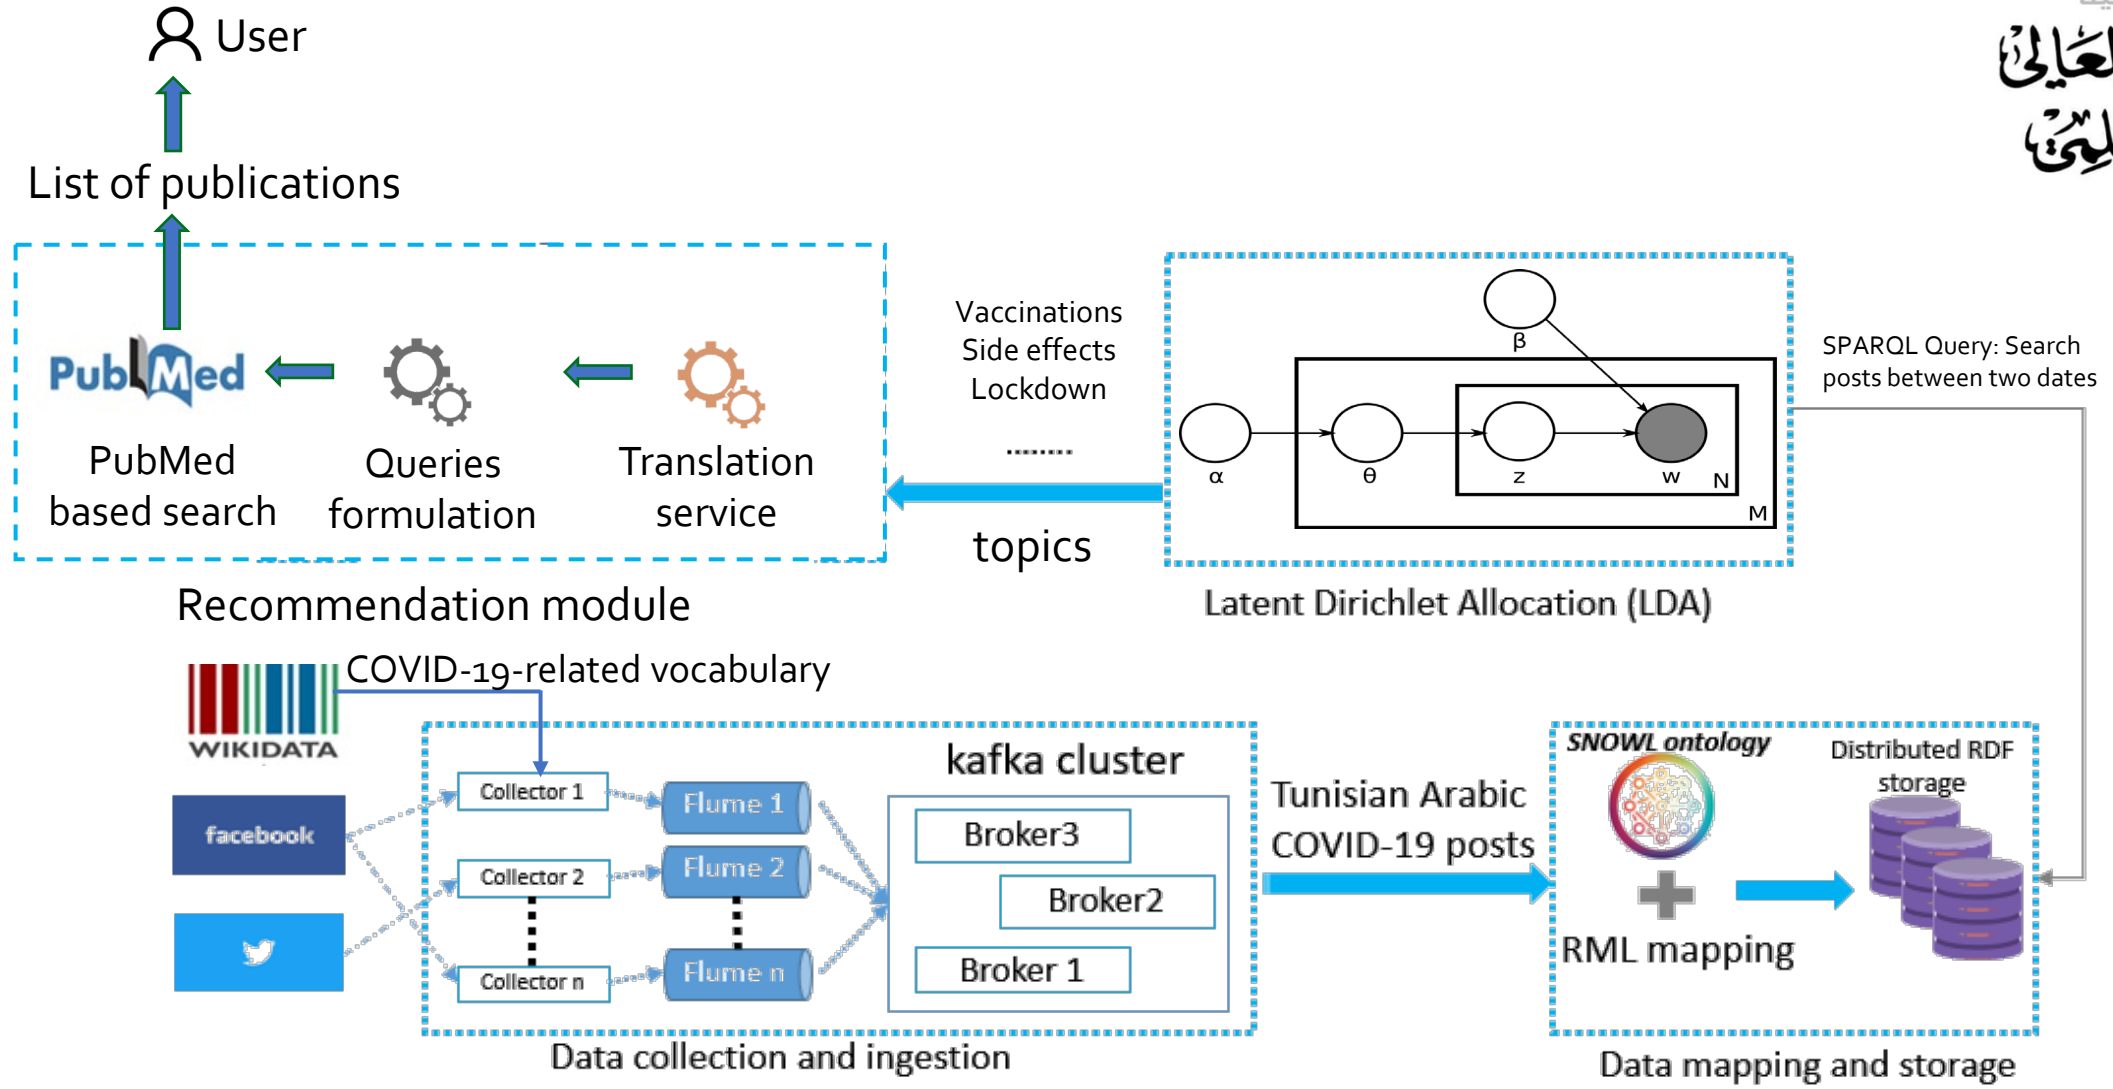 User
List of publications
PubMed
PubMed
based search
Queries
formulation
Translation
service
Recommendation module
Vaccinations
Side effects
Lockdown
........
topics
β
α
θ
z
w
N
M
Latent Dirichlet Allocation (LDA)
SPARQL Query: Search
posts between two dates
WIKIDATA
COVID-19-related vocabulary
facebook
Collector 1
Collector 2
Collector n
Flume 1
Flume 2
Flume n
kafka cluster
Broker3
Broker2
Broker 1
Data collection and ingestion
Tunisian Arabic
COVID-19 posts
SNOWL ontology
RML mapping
Distributed RDF
storage
Data mapping and storage